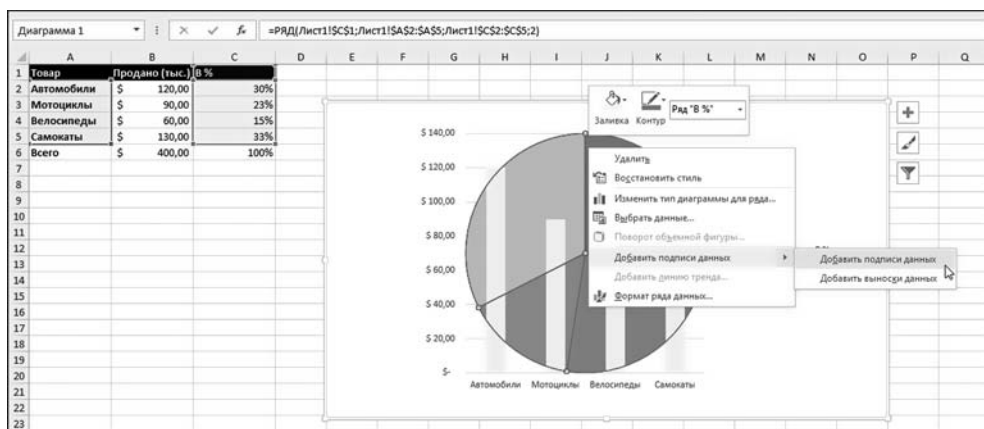 Диаграмма 1 fx =РЯД(Лист1!$C$1;Лист1!$A$2:$A$5;Лист1!$C$2:$C$5;2)
A B C D E F G H I J K L M N O P Q
1 Товар Продано (тыс.) В %
2 Автомобили $ 120,00 30%
3 Мотоциклы $ 90,00 23%
4 Велосипеды $ 60,00 15%
5 Самокаты $ 130,00 33%
6 Всего $ 400,00 100%
7
8
9
10
11
12
13
14
15
16
17
18
19
20
21
22
23
Ряд "В %"
Заливка Контур
$ 140,00
$ 120,00
$ 100,00
$ 80,00
$ 60,00
$ 40,00
$ 20,00
$-
Автомобили Мотоциклы Велосипеды Самокаты
Удалить
Восстановить стиль
Изменить тип диаграммы для ряда...
Выбрать данные...
Поворот объемной фигуры...
Добавить подписи данных
Добавить линию тренда...
Формат ряда данных...
Добавить подписи данных
Добавить выноски данных